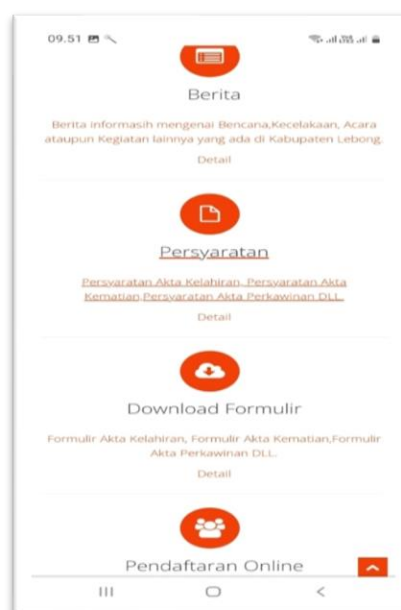 09.51
Berita
Berita informasih mengenai Bencana,Kecelakaan, Acara
ataupun Kegiatan lainnya yang ada di Kabupaten Lebong.
Detail
Persyaratan
Persyaratan Akta Kelahiran, Persyaratan Akta
Kematian,Persyaratan Akta Perkawinan DLL.
Detail
Download Formulir
Formulir Akta Kelahiran, Formulir Akta Kematian,Formulir
Akta Perkawinan DLL.
Detail
Pendaftaran Online